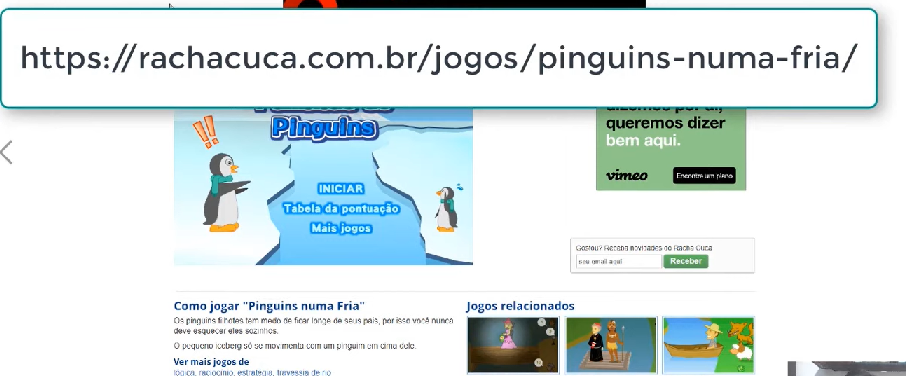 https://rachacuca.com.br/jogos/pinguins-numa-fria/
Pinguins
INICIAR
Tabela da pontuação
Mais jogos
queremos dizer
bem aqui.
vimeo
Encontre um plano
Gostou? Receba novidades do Racha Cuca
seu email aqui
Receber
Como jogar "Pinguins numa Fria"
Os pinguins filhotes tem medo de ficar longe de seus pais, por isso você nunca
deve esquecer eles sozinhos.
O pequeno iceberg só se movimenta com um pinguim em cima dele.
Ver mais jogos de
lógica, raciocínio, estratégia, travessia de rio
Jogos relacionados